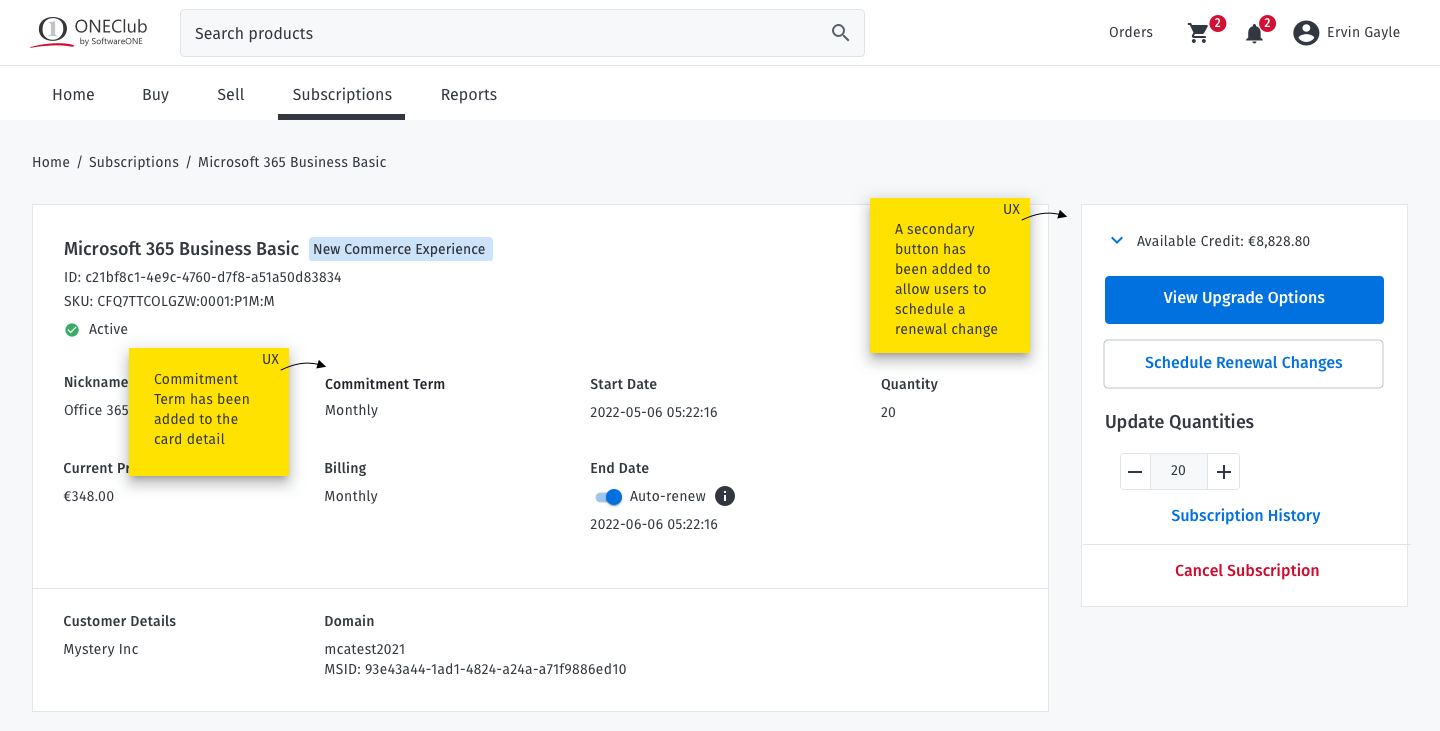 1 ONEClub
by SoftwareONE
Search products
Orders
2
2
Ervin Gayle
Home
Buy
Sell
Subscriptions
Reports
Home / Subscriptions / Microsoft 365 Business Basic
Microsoft 365 Business Basic
New Commerce Experience
ID: c21bf8c1-4e9c-4760-d7f8-a51a50d83834
SKU: CFQ7TTCOLGZW:0001:P1M:M
Active
UX
A secondary
button has
been added to
allow users to
schedule a
renewal change
UX
Commitment
Term has been
added to the
card detail
Nickname
Office 365
Commitment Term
Monthly
Start Date
2022-05-06 05:22:16
Quantity
20
Current Pr
€348.00
Billing
Monthly
End Date
Auto-renew
2022-06-06 05:22:16
Customer Details
Mystery Inc
Domain
mcatest2021
MSID: 93e43a44-1ad1-4824-a24a-a71f9886ed10
Available Credit: €8,828.80
View Upgrade Options
Schedule Renewal Changes
Update Quantities
20
Subscription History
Cancel Subscription